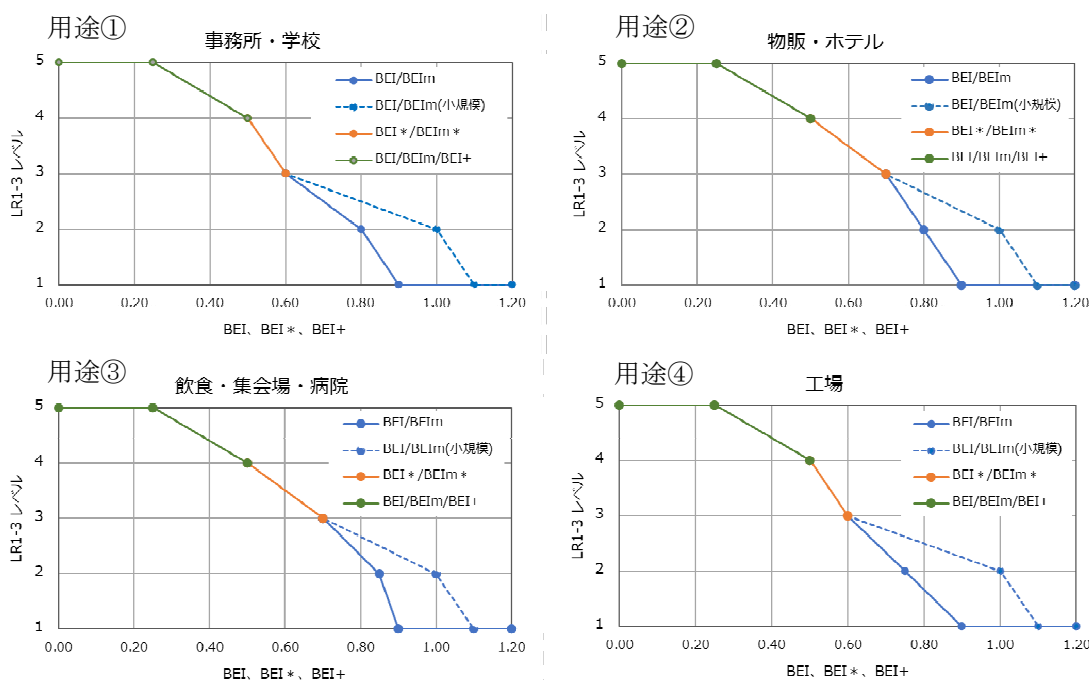 用途①
事務所・学校
5
4
3
2
1
LR1-3 レベル
0.00 0.20 0.40 0.60 0.80 1.00 1.20
BEI、BEI＊、BEI+
BEI/BEIm
BEI/BEIm(小規模)
BEI＊/BEIm＊
BEI/BEIm/BEI+
用途②
物販・ホテル
5
4
3
2
1
LR1-3 レベル
0.00 0.20 0.40 0.60 0.80 1.00 1.20
BEI、BEI＊、BEI+
BEI/BEIm
BEI/BEIm(小規模)
BEI＊/BEIm＊
BEI/BEIm/BEI+
用途③
飲食・集会場・病院
5
4
3
2
1
LR1-3 レベル
0.00 0.20 0.40 0.60 0.80 1.00 1.20
BEI、BEI＊、BEI+
BEI/BEIm
BEI/BEIm(小規模)
BEI＊/BEIm＊
BEI/BEIm/BEI+
用途④
工場
5
4
3
2
1
LR1-3 レベル
0.00 0.20 0.40 0.60 0.80 1.00 1.20
BEI、BEI＊、BEI+
BEI/BEIm
BEI/BEIm(小規模)
BEI＊/BEIm＊
BEI/BEIm/BEI+